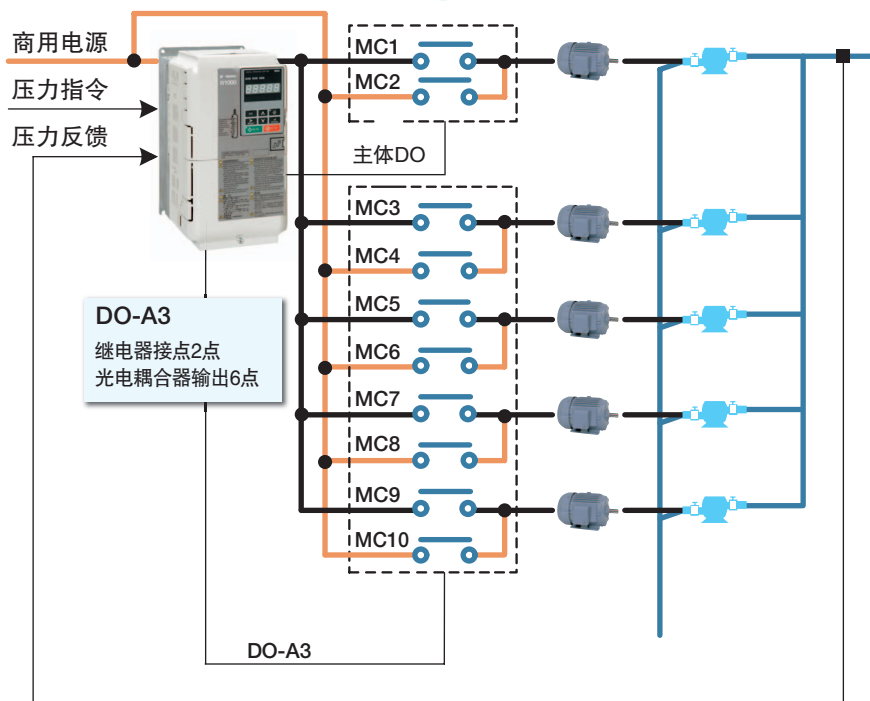 商用电源
压力指令
压力反馈
MC1
MC2
主体DO
MC3
MC4
MC5
MC6
MC7
MC8
MC9
MC10
DO-A3
继电器接点2点
光电耦合器输出6点
DO-A3